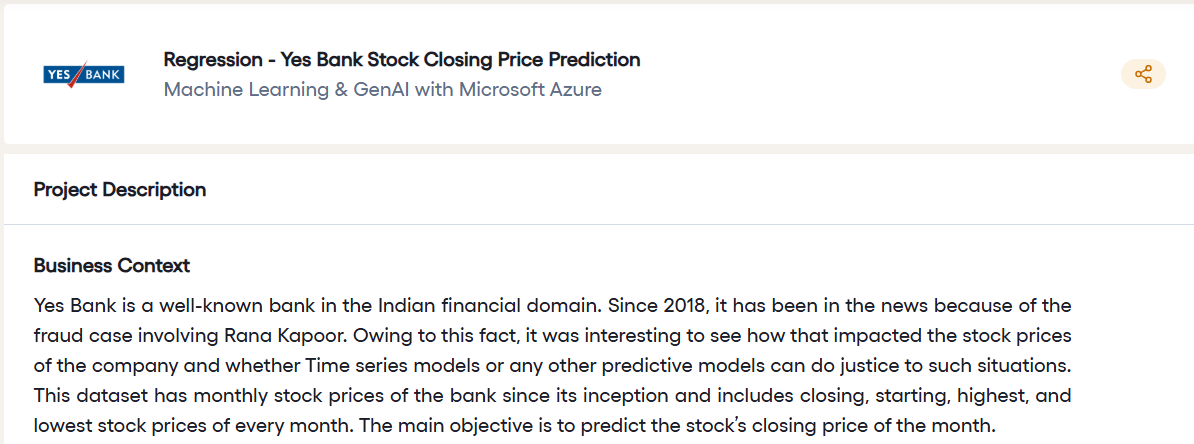 YES BANK
Regression - Yes Bank Stock Closing Price Prediction
Machine Learning & GenAI with Microsoft Azure
Project Description
Business Context
Yes Bank is a well-known bank in the Indian financial domain. Since 2018, it has been in the news because of the
fraud case involving Rana Kapoor. Owing to this fact, it was interesting to see how that impacted the stock prices
of the company and whether Time series models or any other predictive models can do justice to such situations.
This dataset has monthly stock prices of the bank since its inception and includes closing, starting, highest, and
lowest stock prices of every month. The main objective is to predict the stock’s closing price of the month.